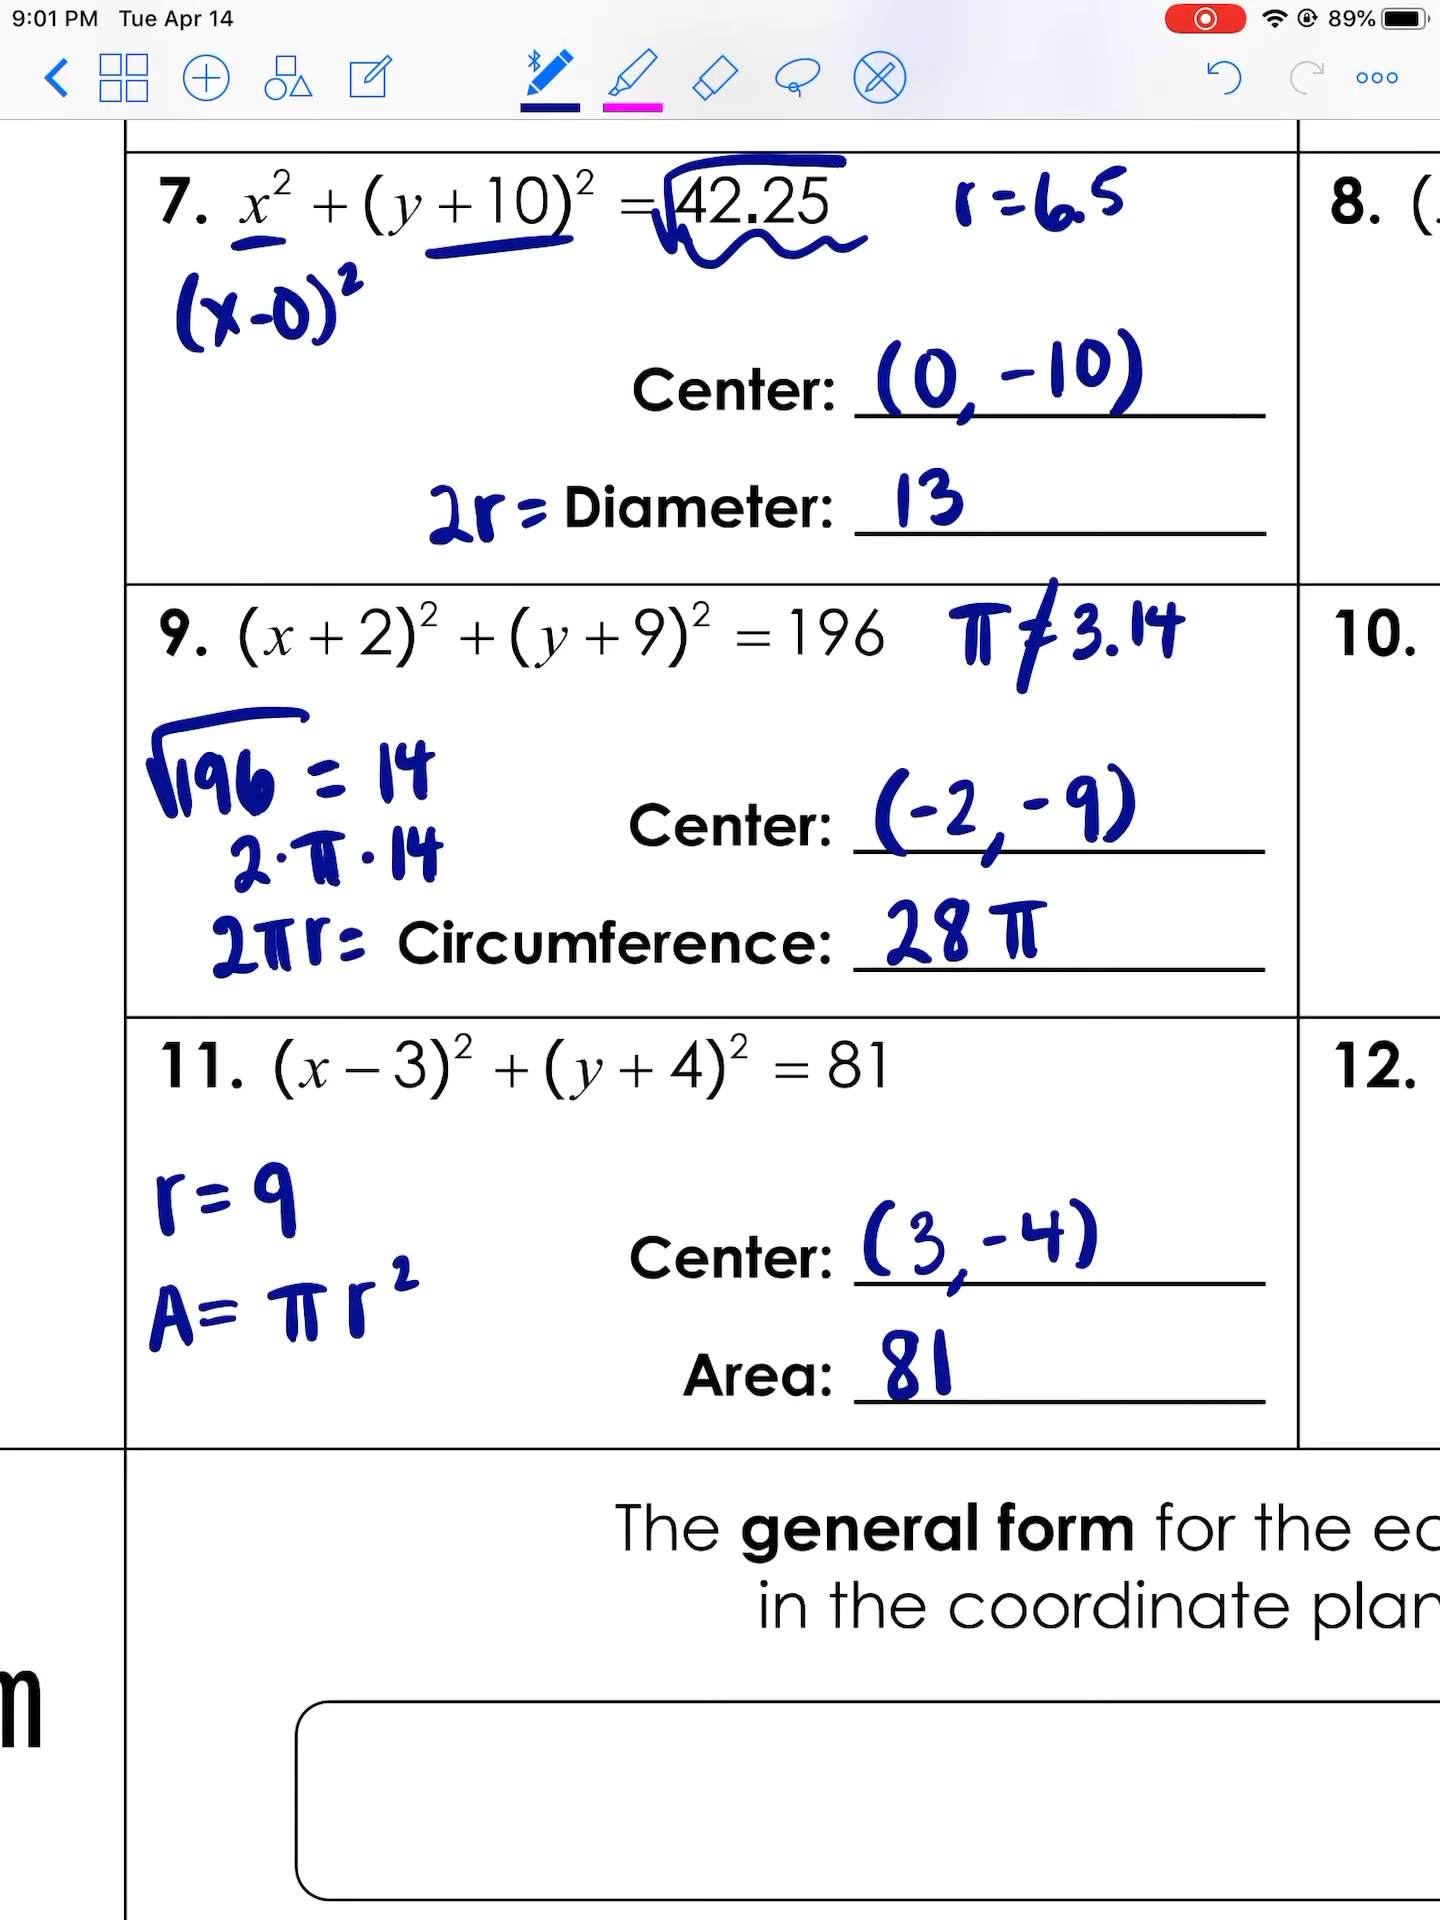 9:01 PM Tue Apr 14 89%
7. x² + (y + 10)² = √42.25 r = 6.5 8. (
(x-0)²
Center: (0, -10)
2r = Diameter: 13
9. (x + 2)² + (y + 9)² = 196 π ≠ 3.14 10.
√196 = 14
Center: (-2, -9)
2·π·14
2πr = Circumference: 28π
11. (x − 3)² + (y + 4)² = 81 12.
r = 9
Center: (3, -4)
A = πr²
Area: 81
The general form for the ec
in the coordinate plan
m